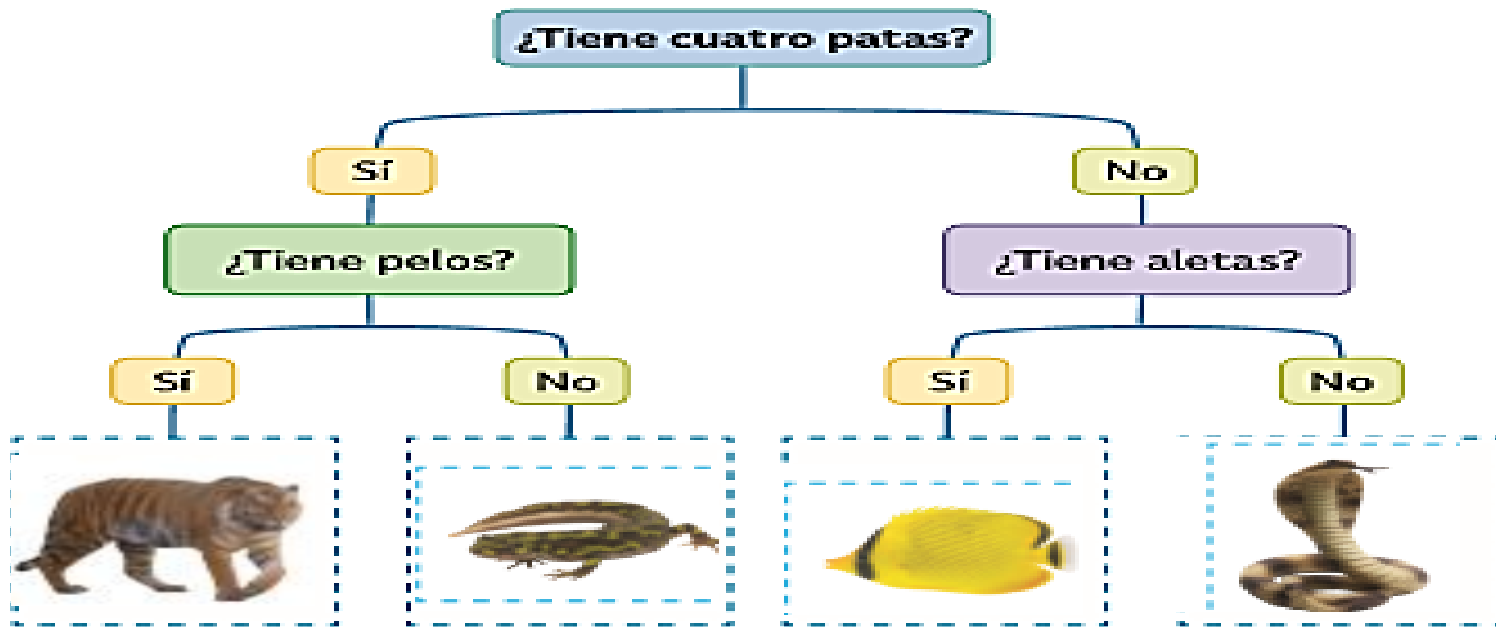 ¿Tiene cuatro patas?
Sí
No
¿Tiene pelos?
¿Tiene aletas?
Sí
No
Sí
No